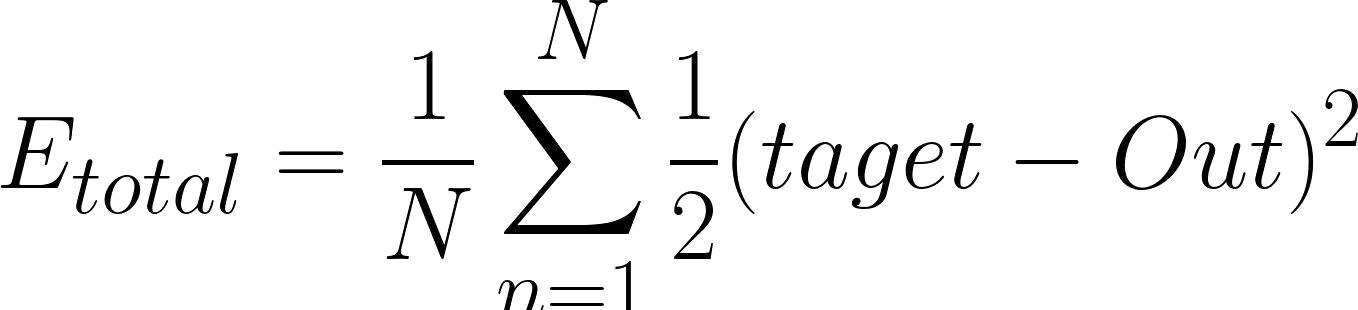 E_{total} = \frac{1}{N} \sum_{n=1}^{N} \frac{1}{2}(taget - Out)^2